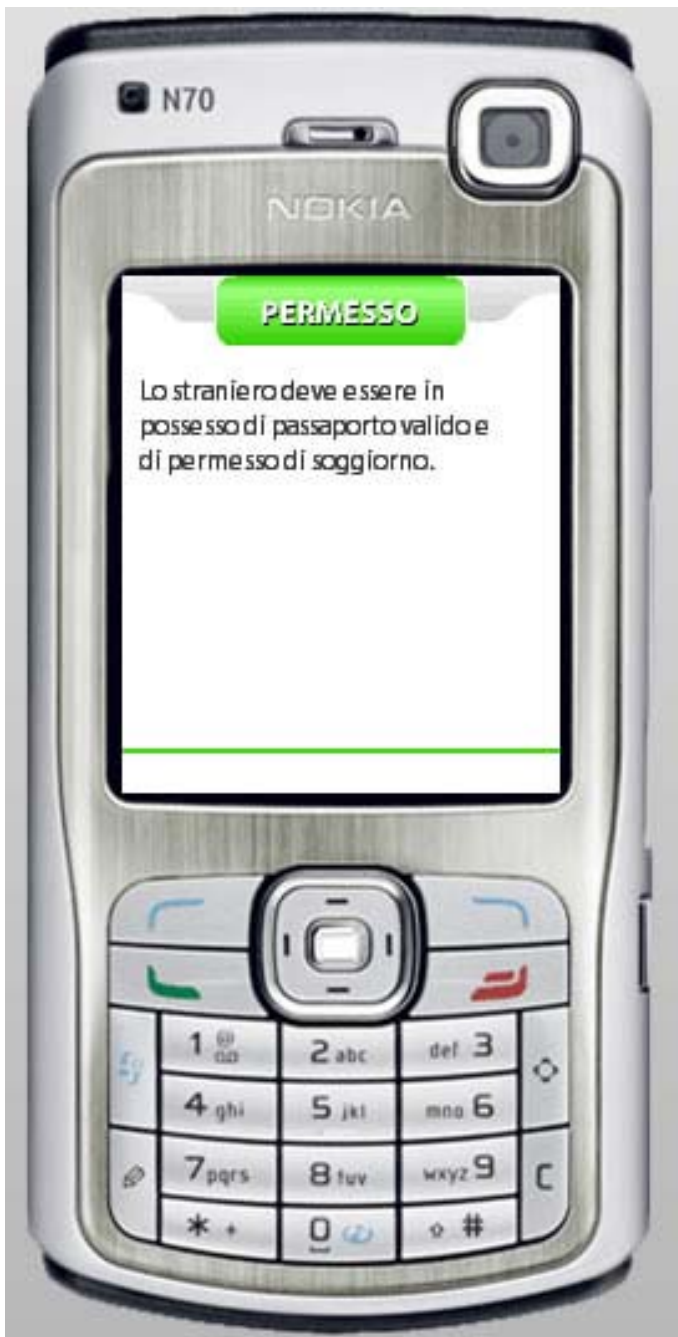 N70
NOKIA
PERMESSO
Lo straniero deve essere in
possesso di passaporto valido e
di permesso di soggiorno.
1 @
2 abc
def 3
4 ghi
5 jkl
mno 6
7 pqrs
8 tuv
wxyz 9
C
* +
0
#